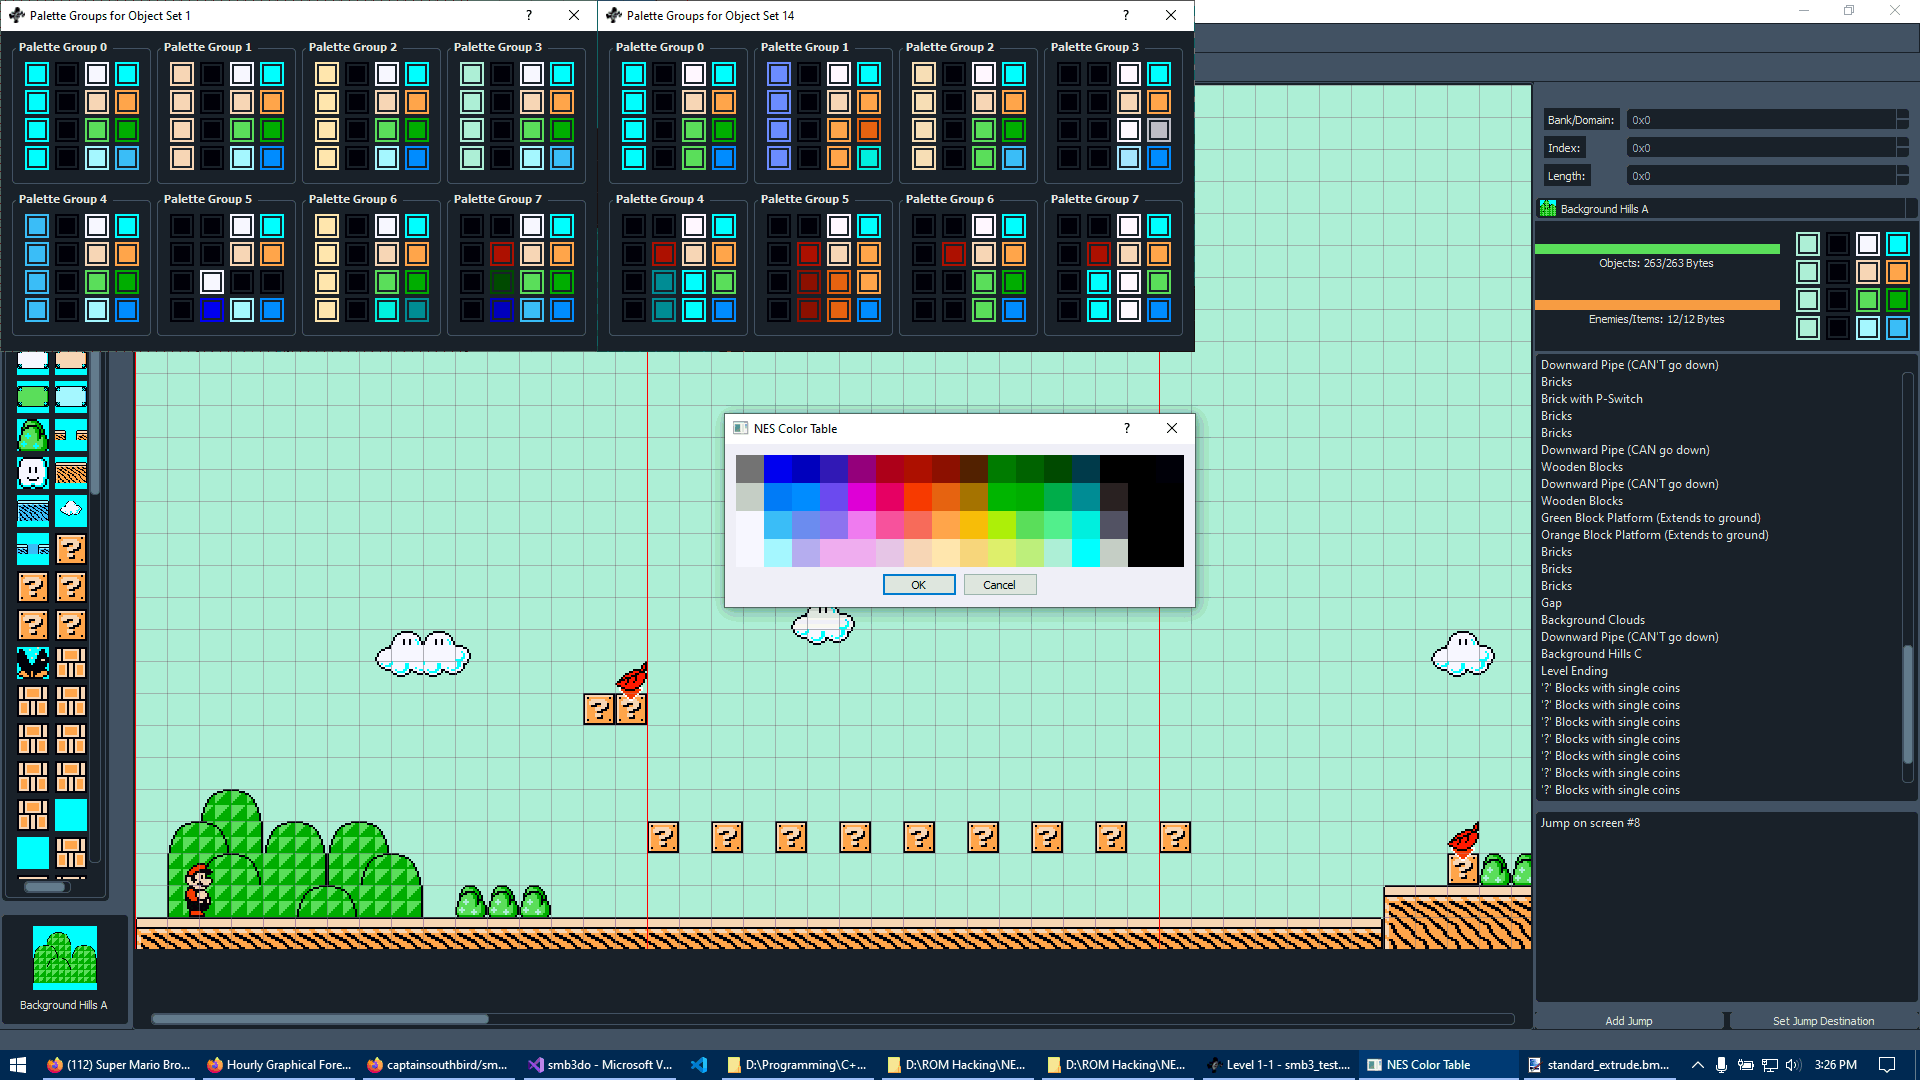 Palette Groups for Object Set 1
?
Palette Group 0
Palette Group 1
Palette Group 2
Palette Group 3
Palette Group 4
Palette Group 5
Palette Group 6
Palette Group 7
Palette Groups for Object Set 14
?
Palette Group 0
Palette Group 1
Palette Group 2
Palette Group 3
Palette Group 4
Palette Group 5
Palette Group 6
Palette Group 7
Bank/Domain:
0x0
Index:
0x0
Length:
0x0
Background Hills A
Objects: 263/263 Bytes
Enemies/Items: 12/12 Bytes
Downward Pipe (CAN'T go down)
Bricks
Brick with P-Switch
Bricks
Bricks
Downward Pipe (CAN go down)
Wooden Blocks
Downward Pipe (CAN'T go down)
Wooden Blocks
Green Block Platform (Extends to ground)
Orange Block Platform (Extends to ground)
Bricks
Bricks
Bricks
Gap
Background Clouds
Downward Pipe (CAN'T go down)
Background Hills C
Level Ending
'?' Blocks with single coins
'?' Blocks with single coins
'?' Blocks with single coins
'?' Blocks with single coins
'?' Blocks with single coins
'?' Blocks with single coins
'?' Blocks with single coins
Jump on screen #8
Add Jump
Set Jump Destination
NES Color Table
?
OK
Cancel
Background Hills A
(112) Super Mario Bro...
Hourly Graphical Fore...
captainsouthbird/sm...
smb3do - Microsoft V...
D:\Programming\C+...
D:\ROM Hacking\NE...
D:\ROM Hacking\NE...
Level 1-1 - smb3_test....
NES Color Table
standard_extrude.bm...
3:26 PM